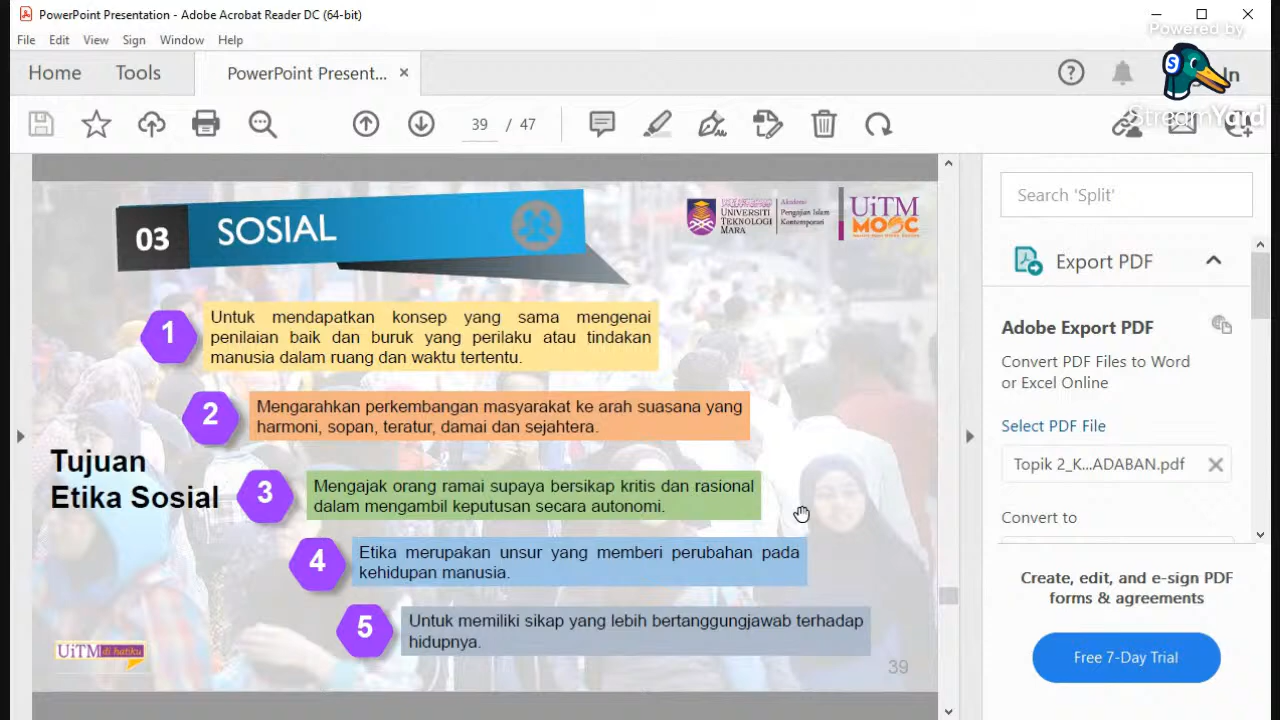 PowerPoint Presentation - Adobe Acrobat Reader DC (64-bit)
Powered by
File Edit View Sign Window Help
Home Tools PowerPoint Present... ×
In
StreamYard
39 / 47
Search 'Split'
03 SOSIAL
UNIVERSITI
TEKNOLOGI
MARA
Akademi
Pengajian Islam
Kontemporari
UiTM
MOOC
Export PDF
Adobe Export PDF
Convert PDF Files to Word
or Excel Online
Select PDF File
Topik 2_K...ADABAN.pdf
Convert to
Create, edit, and e-sign PDF
forms & agreements
Free 7-Day Trial
Tujuan
Etika Sosial
1
Untuk mendapatkan konsep yang sama mengenai
penilaian baik dan buruk yang perilaku atau tindakan
manusia dalam ruang dan waktu tertentu.
2
Mengarahkan perkembangan masyarakat ke arah suasana yang
harmoni, sopan, teratur, damai dan sejahtera.
3
Mengajak orang ramai supaya bersikap kritis dan rasional
dalam mengambil keputusan secara autonomi.
4
Etika merupakan unsur yang memberi perubahan pada
kehidupan manusia.
5
Untuk memiliki sikap yang lebih bertanggungjawab terhadap
hidupnya.
UiTM di hatiku
39